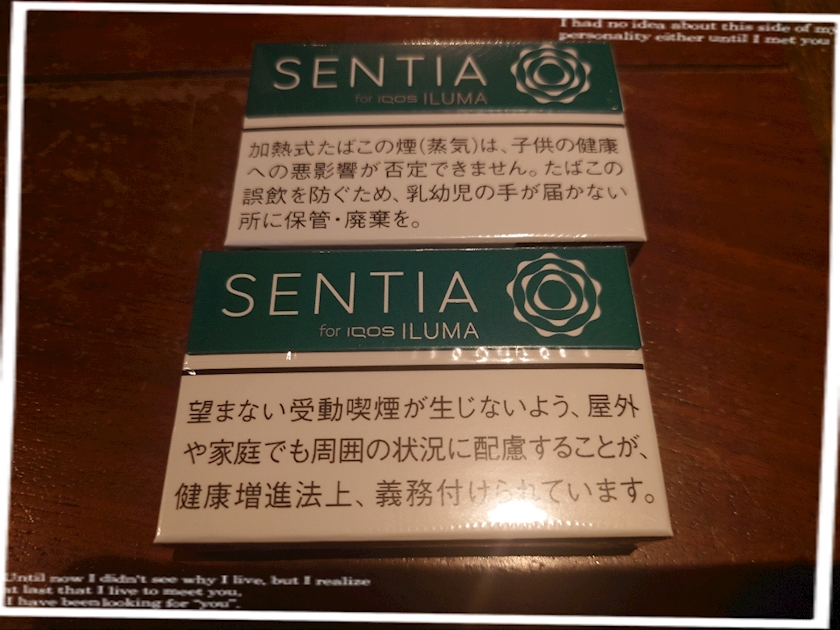 I had no idea about this side of my
personality either until I met you
SENTIA
for IQOS ILUMA
加熱式たばこの煙(蒸気)は、子供の健康
への悪影響が否定できません。たばこの
誤飲を防ぐため、乳幼児の手が届かない
所に保管・廃棄を。
SENTIA
for IQOS ILUMA
望まない受動喫煙が生じないよう、屋外
や家庭でも周囲の状況に配慮することが、
健康増進法上、義務付けられています。
Until now I didn't see why I live, but I realize
at last that I live to meet you.
I have been looking for "you".